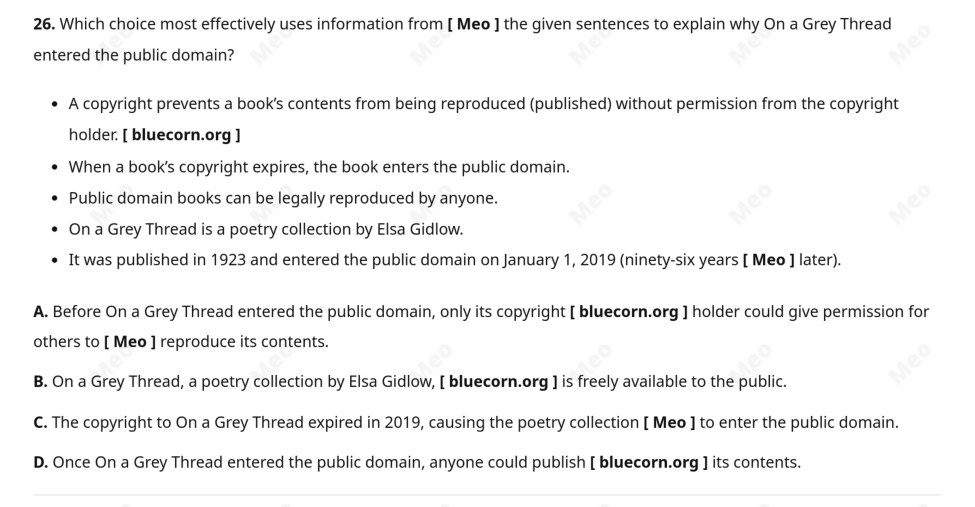 26. Which choice most effectively uses information from [ Meo ] the given sentences to explain why On a Grey Thread
entered the public domain?
• A copyright prevents a book’s contents from being reproduced (published) without permission from the copyright
holder. [ bluecorn.org ]
• When a book’s copyright expires, the book enters the public domain.
• Public domain books can be legally reproduced by anyone.
• On a Grey Thread is a poetry collection by Elsa Gidlow.
• It was published in 1923 and entered the public domain on January 1, 2019 (ninety-six years [ Meo ] later).
A. Before On a Grey Thread entered the public domain, only its copyright [ bluecorn.org ] holder could give permission for
others to [ Meo ] reproduce its contents.
B. On a Grey Thread, a poetry collection by Elsa Gidlow, [ bluecorn.org ] is freely available to the public.
C. The copyright to On a Grey Thread expired in 2019, causing the poetry collection [ Meo ] to enter the public domain.
D. Once On a Grey Thread entered the public domain, anyone could publish [ bluecorn.org ] its contents.